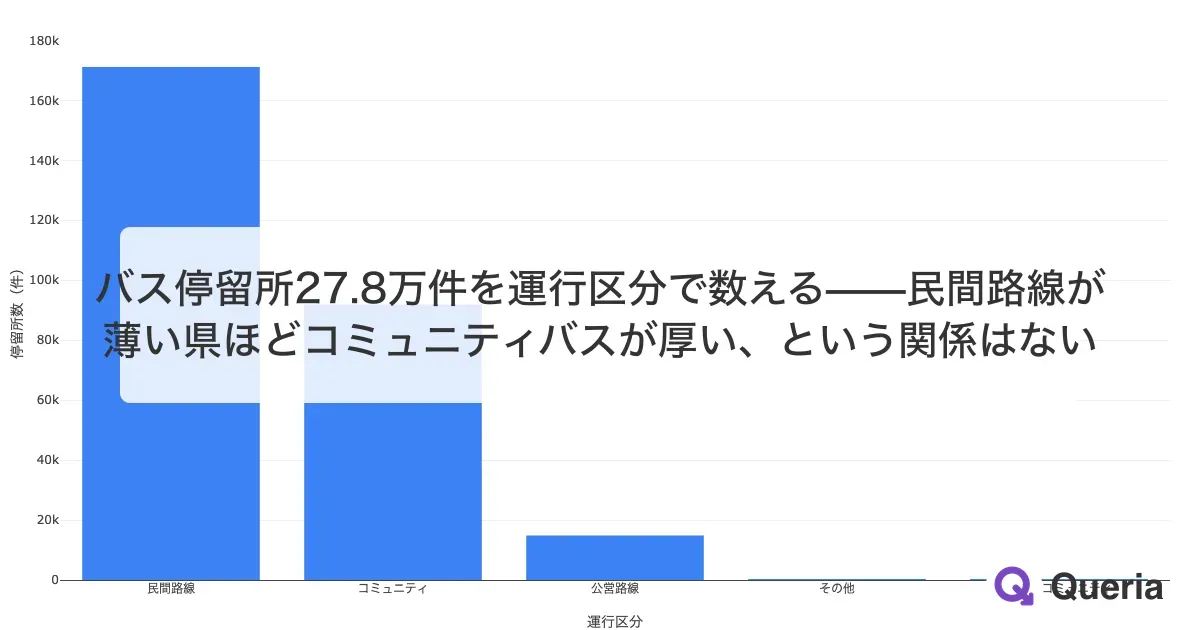 180k
160k
140k
120k
100k
80k
60k
40k
20k
0
停留所数（件）
バス停留所27.8万件を運行区分で数える——民間路線が
薄い県ほどコミュニティバスが厚い、という関係はない
民間路線
コミュニティ
公営路線
その他
運行区分
Queria